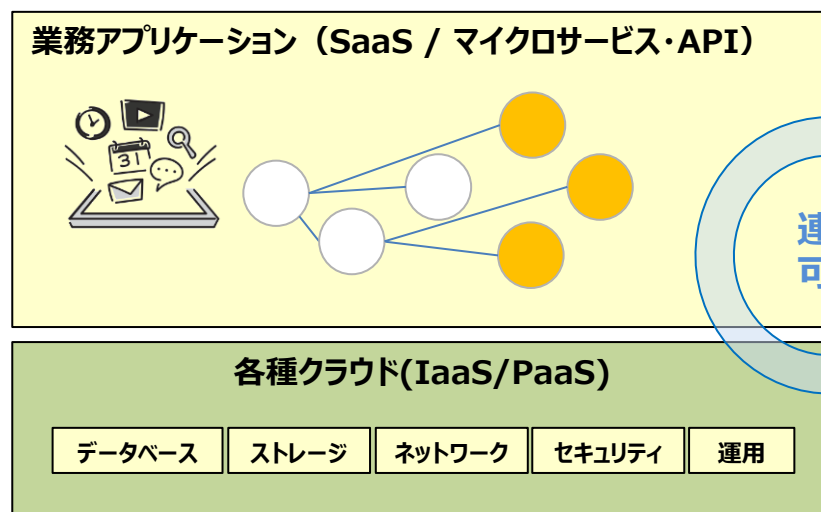 業務アプリケーション（SaaS / マイクロサービス・API）
31
連
可
各種クラウド(IaaS/PaaS)
データベース
ストレージ
ネットワーク
セキュリティ
運用